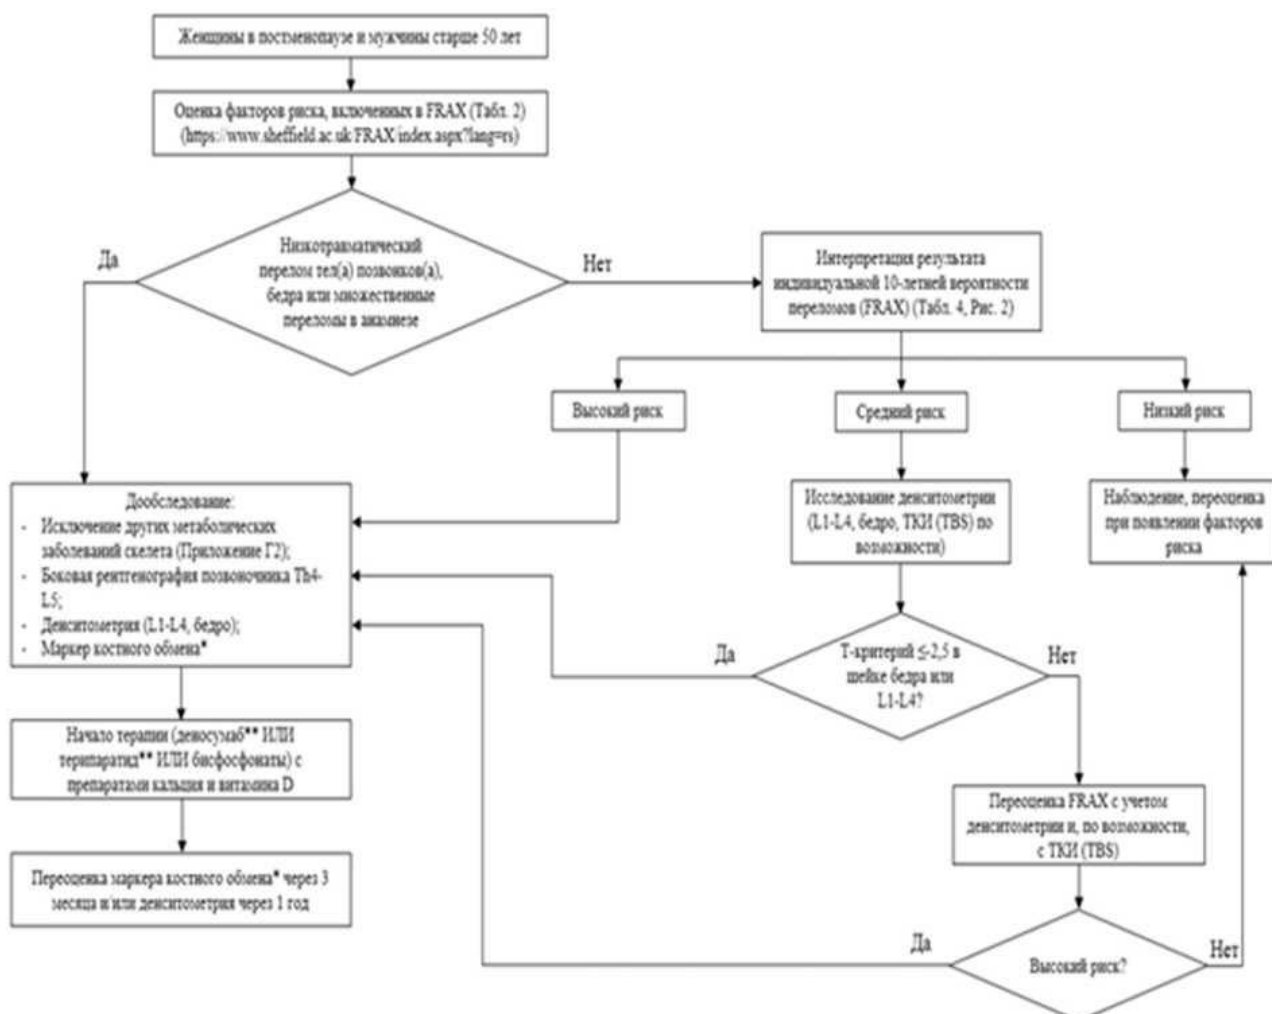 Женщины в постменопаузе и мужчины старше 50 лет
Оценка факторов риска, включенных в FRAX (Табл. 2)
(https://www.sheffield.ac.uk/FRAX/index.aspx?lang=rs)
Низкотравматический
перелом тел(а) позвонков(а),
бедра или множественные
переломы в анамнезе
Да
Нет
Интерпретация результата
индивидуальной 10-летней вероятности
переломов (FRAX) (Табл. 4, Рис. 2)
Высокий риск
Средний риск
Низкий риск
Дообследование:
- Исключение других метаболических
заболеваний скелета (Приложение Г2);
- Боковая рентгенография позвоночника Th4-
L5;
- Денситометрия (L1-L4, бедро);
- Маркер костного обмена*
Исследование денситометрии
(L1-L4, бедро, ТКИ (TBS) по
возможности)
Наблюдение, переоценка
при появлении факторов
риска
Да
Т-критерий ≤-2,5 в
шейке бедра или
L1-L4?
Нет
Начало терапии (деносумаб** ИЛИ
терипаратид** ИЛИ бисфосфонаты) с
препаратами кальция и витамина D
Переоценка FRAX с учетом
денситометрии и, по возможности,
с ТКИ (TBS)
Переоценка маркера костного обмена* через 3
месяца и/или денситометрия через 1 год
Да
Высокий риск?
Нет